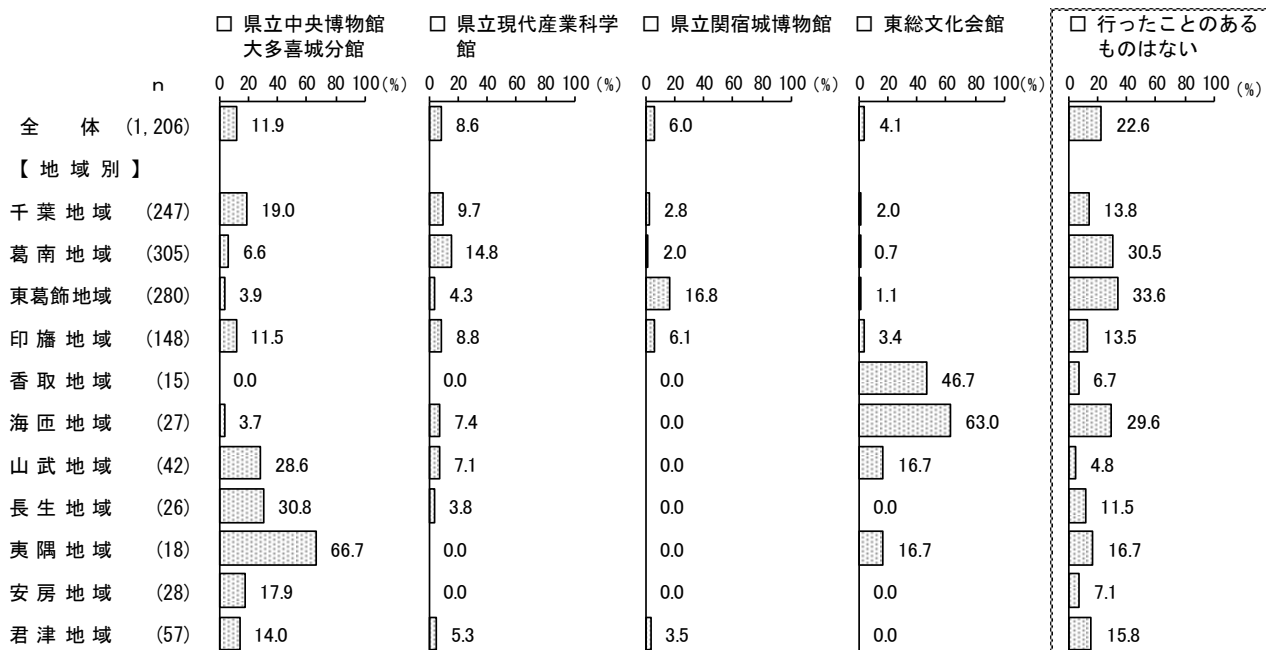 □ 県立中央博物館 □ 県立現代産業科学 □ 県立関宿城博物館 □ 東総文化会館 □ 行ったことのある
大多喜城分館 館 ものはない
n 0 20 40 60 80 100 (%) 0 20 40 60 80 100 (%) 0 20 40 60 80 100 (%) 0 20 40 60 80 100 (%) 0 20 40 60 80 100 (%)
全 体 (1,206) 11.9 8.6 6.0 4.1 22.6
【地域別】
千葉地域 (247) 19.0 9.7 2.8 2.0 13.8
葛南地域 (305) 6.6 14.8 2.0 0.7 30.5
東葛飾地域 (280) 3.9 4.3 16.8 1.1 33.6
印旛地域 (148) 11.5 8.8 6.1 3.4 13.5
香取地域 (15) 0.0 0.0 0.0 46.7 6.7
海匝地域 (27) 3.7 7.4 0.0 63.0 29.6
山武地域 (42) 28.6 7.1 0.0 16.7 4.8
長生地域 (26) 30.8 3.8 0.0 0.0 11.5
夷隅地域 (18) 66.7 0.0 0.0 16.7 16.7
安房地域 (28) 17.9 0.0 0.0 0.0 7.1
君津地域 (57) 14.0 5.3 3.5 0.0 15.8